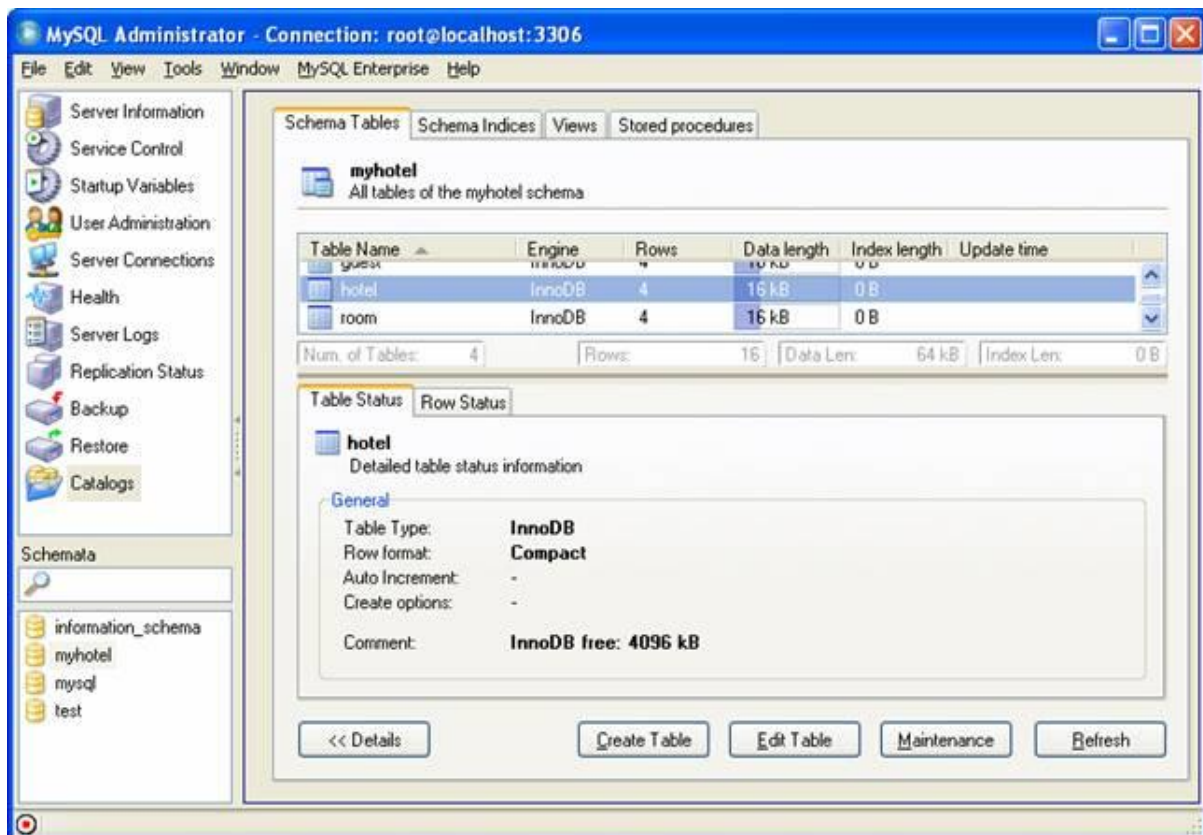 MySQL Administrator - Connection: root@localhost:3306
File Edit View Tools Window MySQL Enterprise Help
Server Information
Service Control
Startup Variables
User Administration
Server Connections
Health
Server Logs
Replication Status
Backup
Restore
Catalogs
Schemata
information_schema
myhotel
mysql
test
Schema Tables Schema Indices Views Stored procedures
myhotel
All tables of the myhotel schema
Table Name Engine Rows Data length Index length Update time
guest InnoDB 4 16 kB 0 B
hotel InnoDB 4 16 kB 0 B
room InnoDB 4 16 kB 0 B
Num. of Tables: 4 Rows: 16 Data Len: 64 kB Index Len: 0 B
Table Status Row Status
hotel
Detailed table status information
General
Table Type: InnoDB
Row format: Compact
Auto Increment: -
Create options: -
Comment: InnoDB free: 4096 kB
<< Details Create Table Edit Table Maintenance Refresh